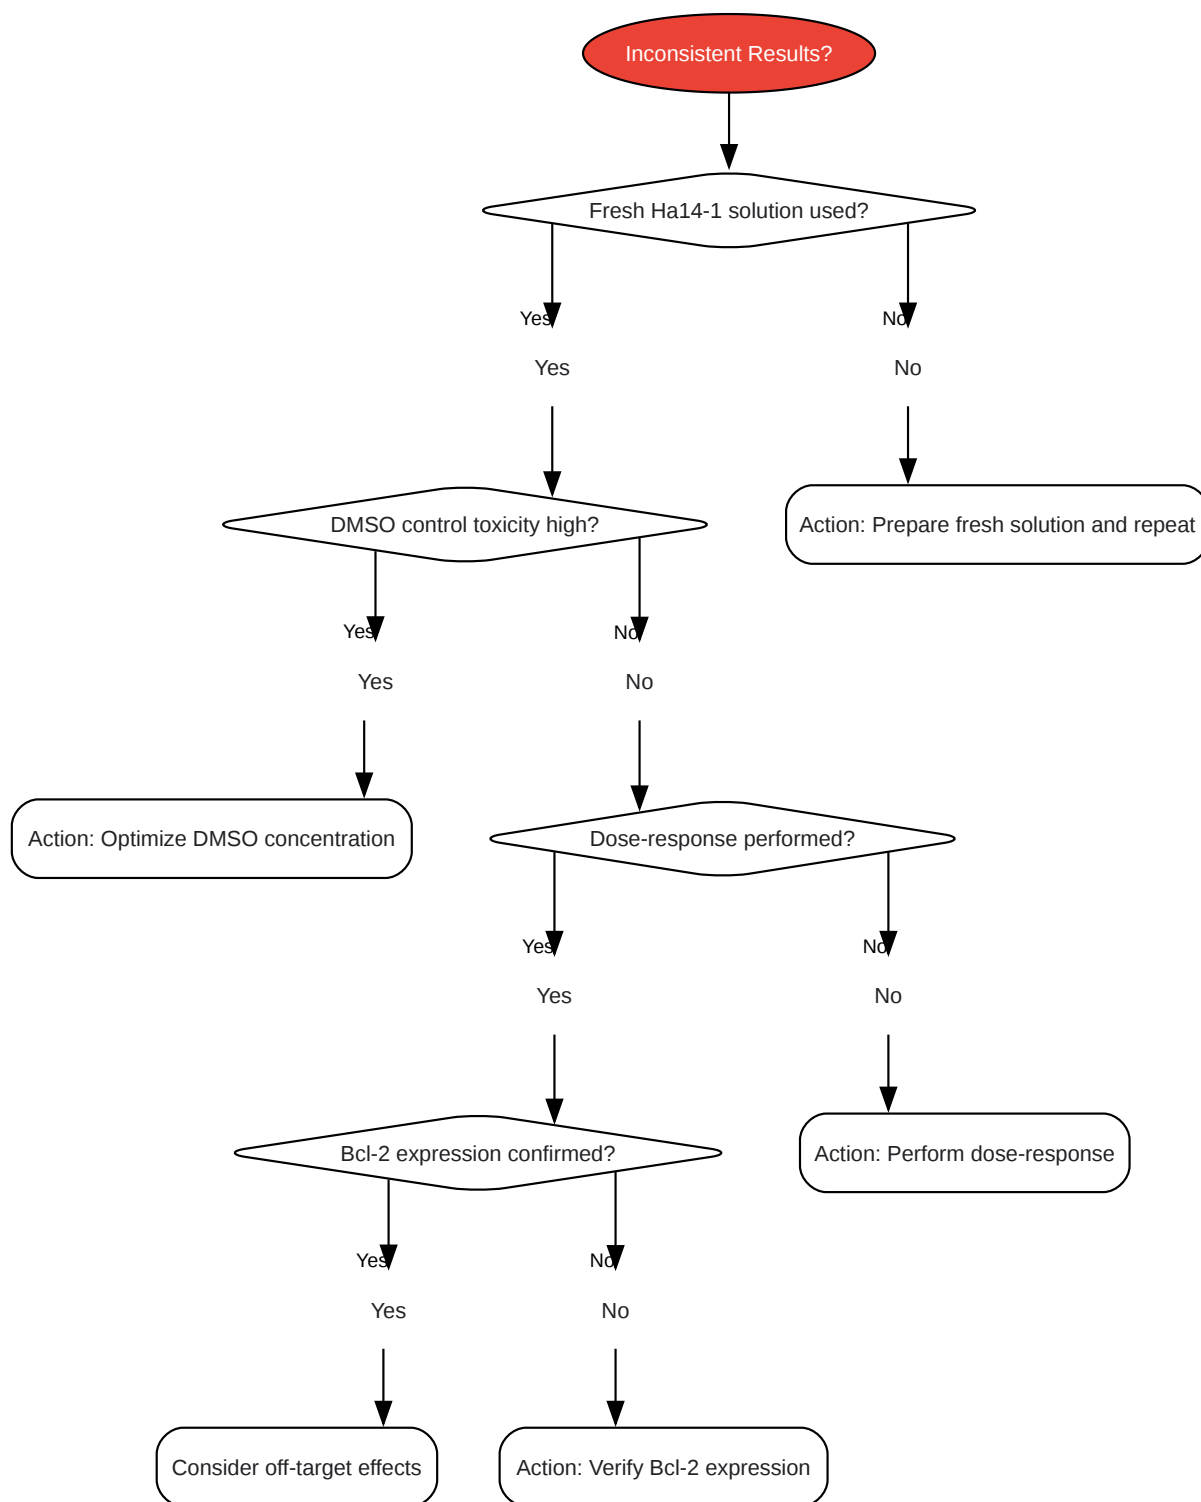 Inconsistent Results?
Fresh Ha14-1 solution used?
Yes
No
Yes
No
DMSO control toxicity high?
Action: Prepare fresh solution and repeat
Yes
No
Yes
No
Action: Optimize DMSO concentration
Dose-response performed?
Yes
No
Yes
No
Bcl-2 expression confirmed?
Action: Perform dose-response
Yes
No
Yes
No
Consider off-target effects
Action: Verify Bcl-2 expression